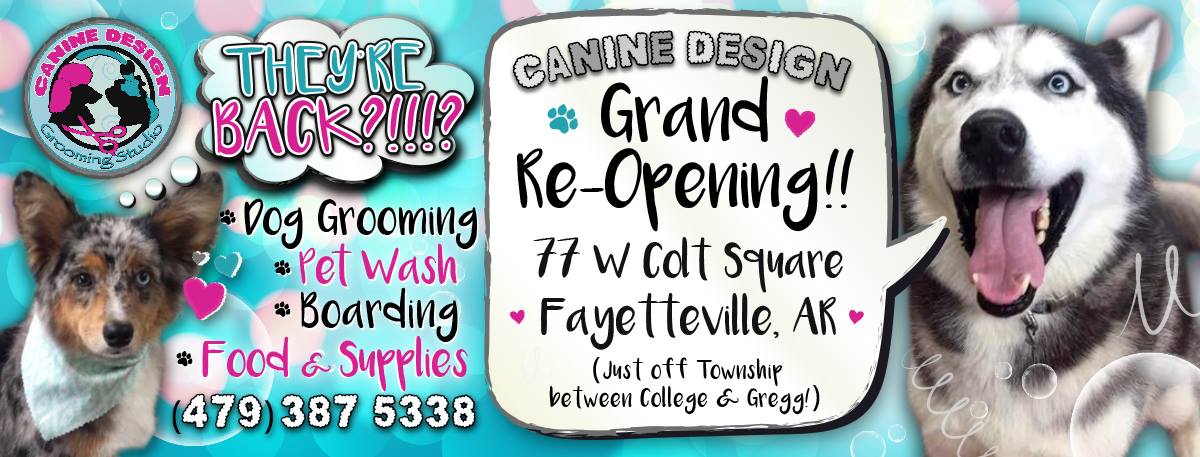 CANINE DESIGN
Grooming Studio
THEY'RE
BACK?!!!!?
Dog Grooming
Pet Wash
Boarding
Food & Supplies
(479) 387 5338
CANINE DESIGN
Grand
Re-Opening!!
77 W Colt Square
Fayetteville, AR
(Just off Township
between College & Gregg!)